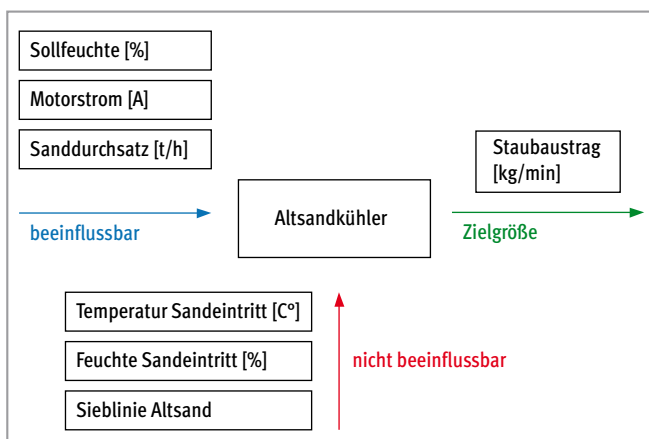 Sollfeuchte [%]
Motorstrom [A]
Sanddurchsatz [t/h]
Staubaustrag
[kg/min]
Altsandkühler
beeinflussbar
Zielgröße
Temperatur Sandeintritt [C°]
Feuchte Sandeintritt [%]
nicht beeinflussbar
Sieblinie Altsand